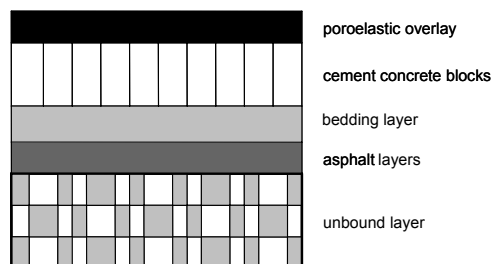 poroelastic overlay
cement concrete blocks
bedding layer
asphalt layers
unbound layer